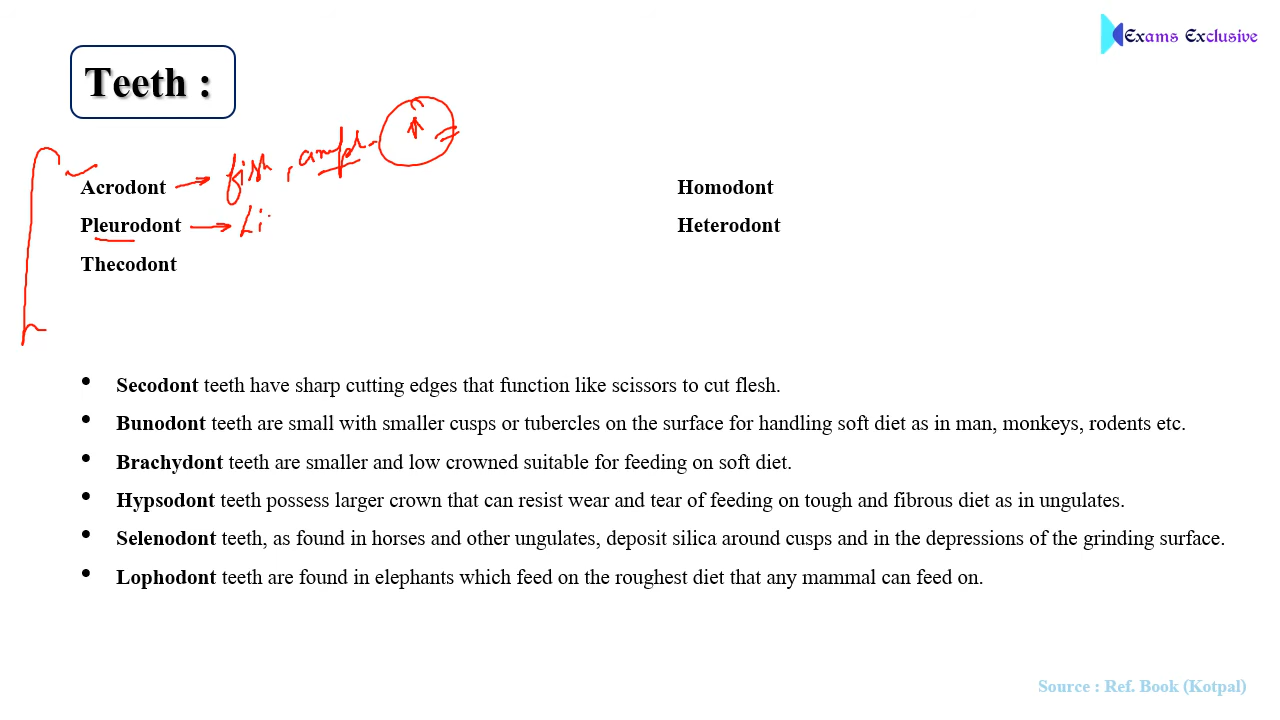 Exams Exclusive
Teeth :
Acrodont → fish, amph.
Pleurodont → Li
Thecodont
Homodont
Heterodont
• Secodont teeth have sharp cutting edges that function like scissors to cut flesh.
• Bunodont teeth are small with smaller cusps or tubercles on the surface for handling soft diet as in man, monkeys, rodents etc.
• Brachydont teeth are smaller and low crowned suitable for feeding on soft diet.
• Hypsodont teeth possess larger crown that can resist wear and tear of feeding on tough and fibrous diet as in ungulates.
• Selenodont teeth, as found in horses and other ungulates, deposit silica around cusps and in the depressions of the grinding surface.
• Lophodont teeth are found in elephants which feed on the roughest diet that any mammal can feed on.
Source : Ref. Book (Kotpal)